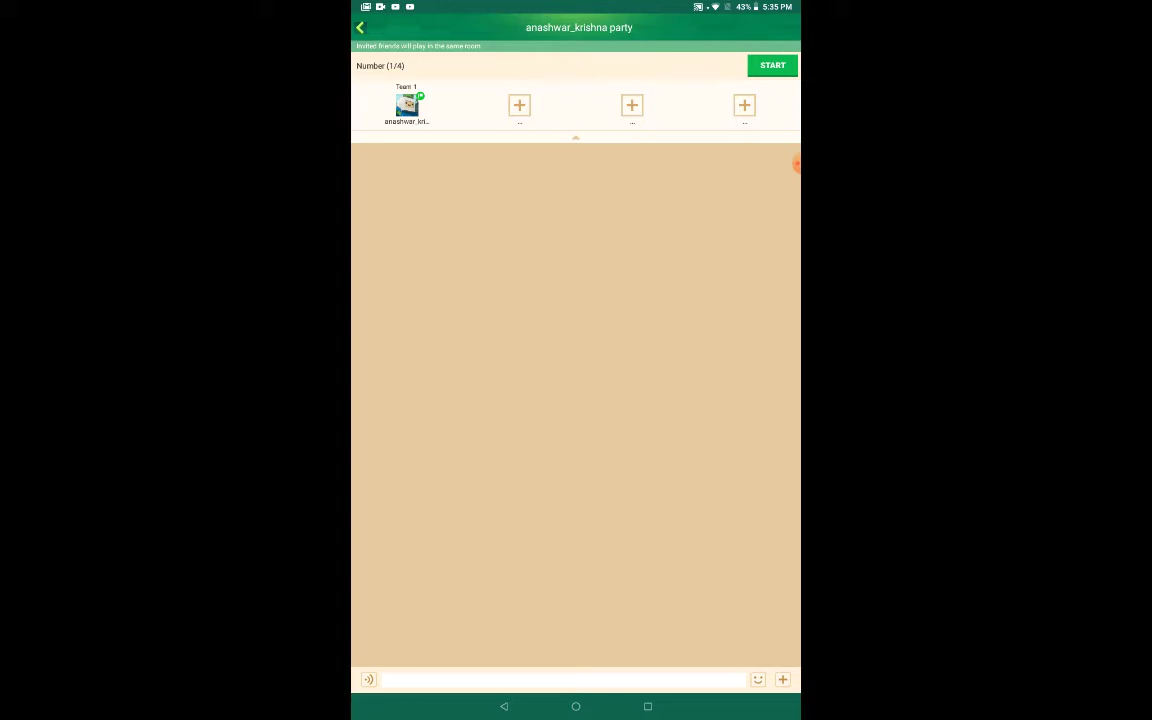 43% 5:35 PM
anashwar_krishna party
Invited friends will play in the same room
Number (1/4)
START
Team 1
anashwar_kri...
...
...
...